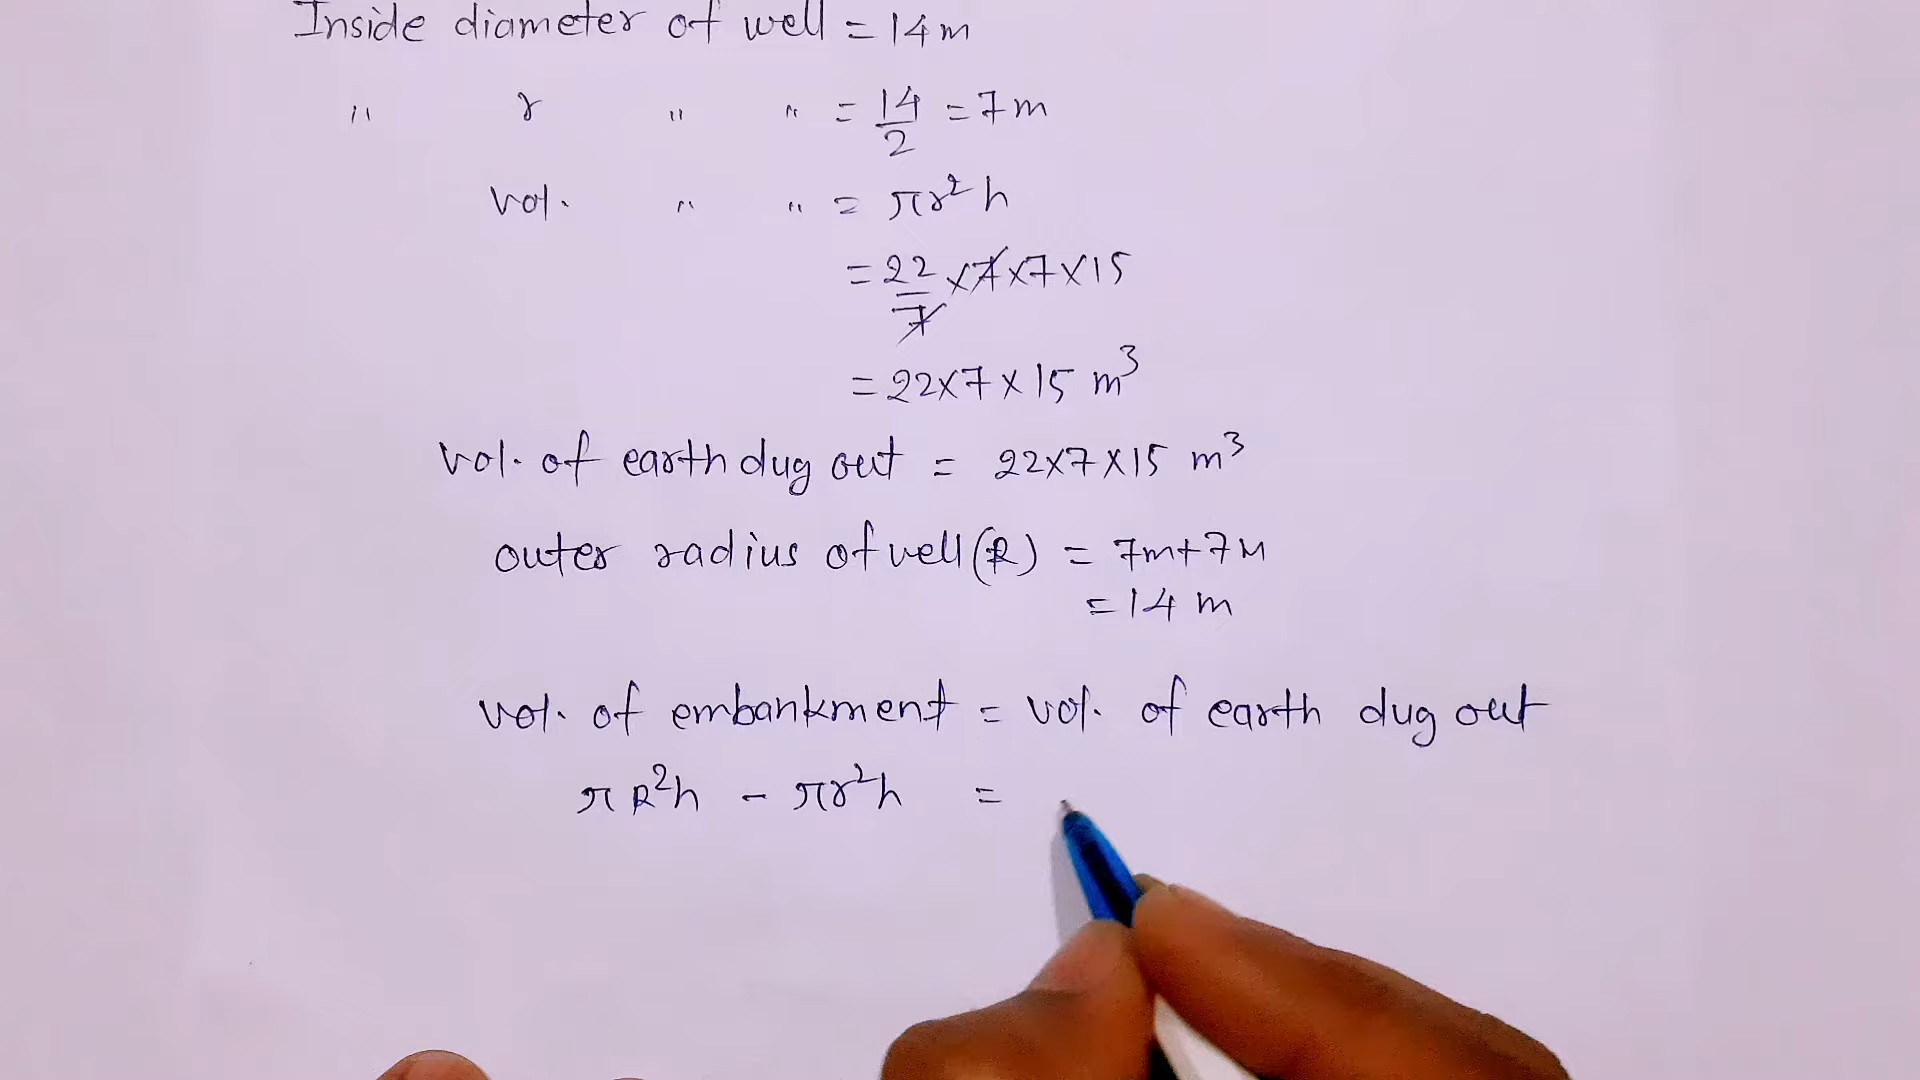 Inside diameter of well = 14m
" r " " = 14/2 = 7m
Vol. " " = πr²h
= 22/7 × 7 × 7 × 15
= 22×7×15 m³
Vol. of earth dug out = 22×7×15 m³
outer radius of well (R) = 7m+7m
= 14 m
Vol. of embankment = vol. of earth dug out
πR²h - πr²h =